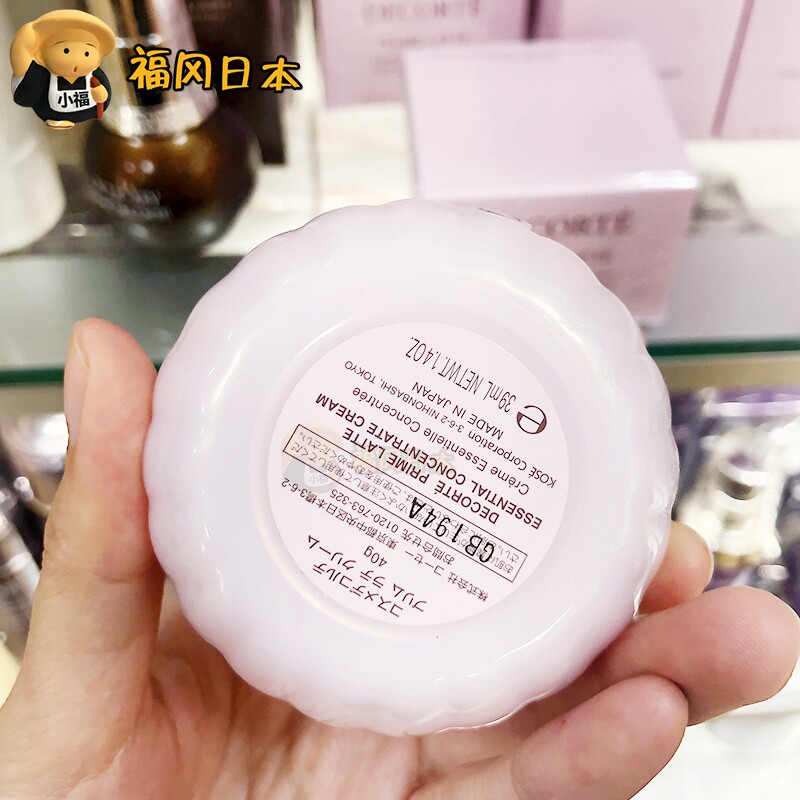 福冈日本
小福
DECORTÉ
コスメデコルテ
プリム ラテ クリーム
40g
株式会社 コーセー
東京都中央区日本橋3-6-2
お問合せ先 0120-763-325
GB194A
DECORTÉ PRIME LATTE
ESSENTIAL CONCENTRATE CREAM
Crème Essentielle Concentrée
KOSÉ Corporation 3-6-2 NIHONBASHI, TOKYO
MADE IN JAPAN
e 39mL NETWT.1.4OZ.